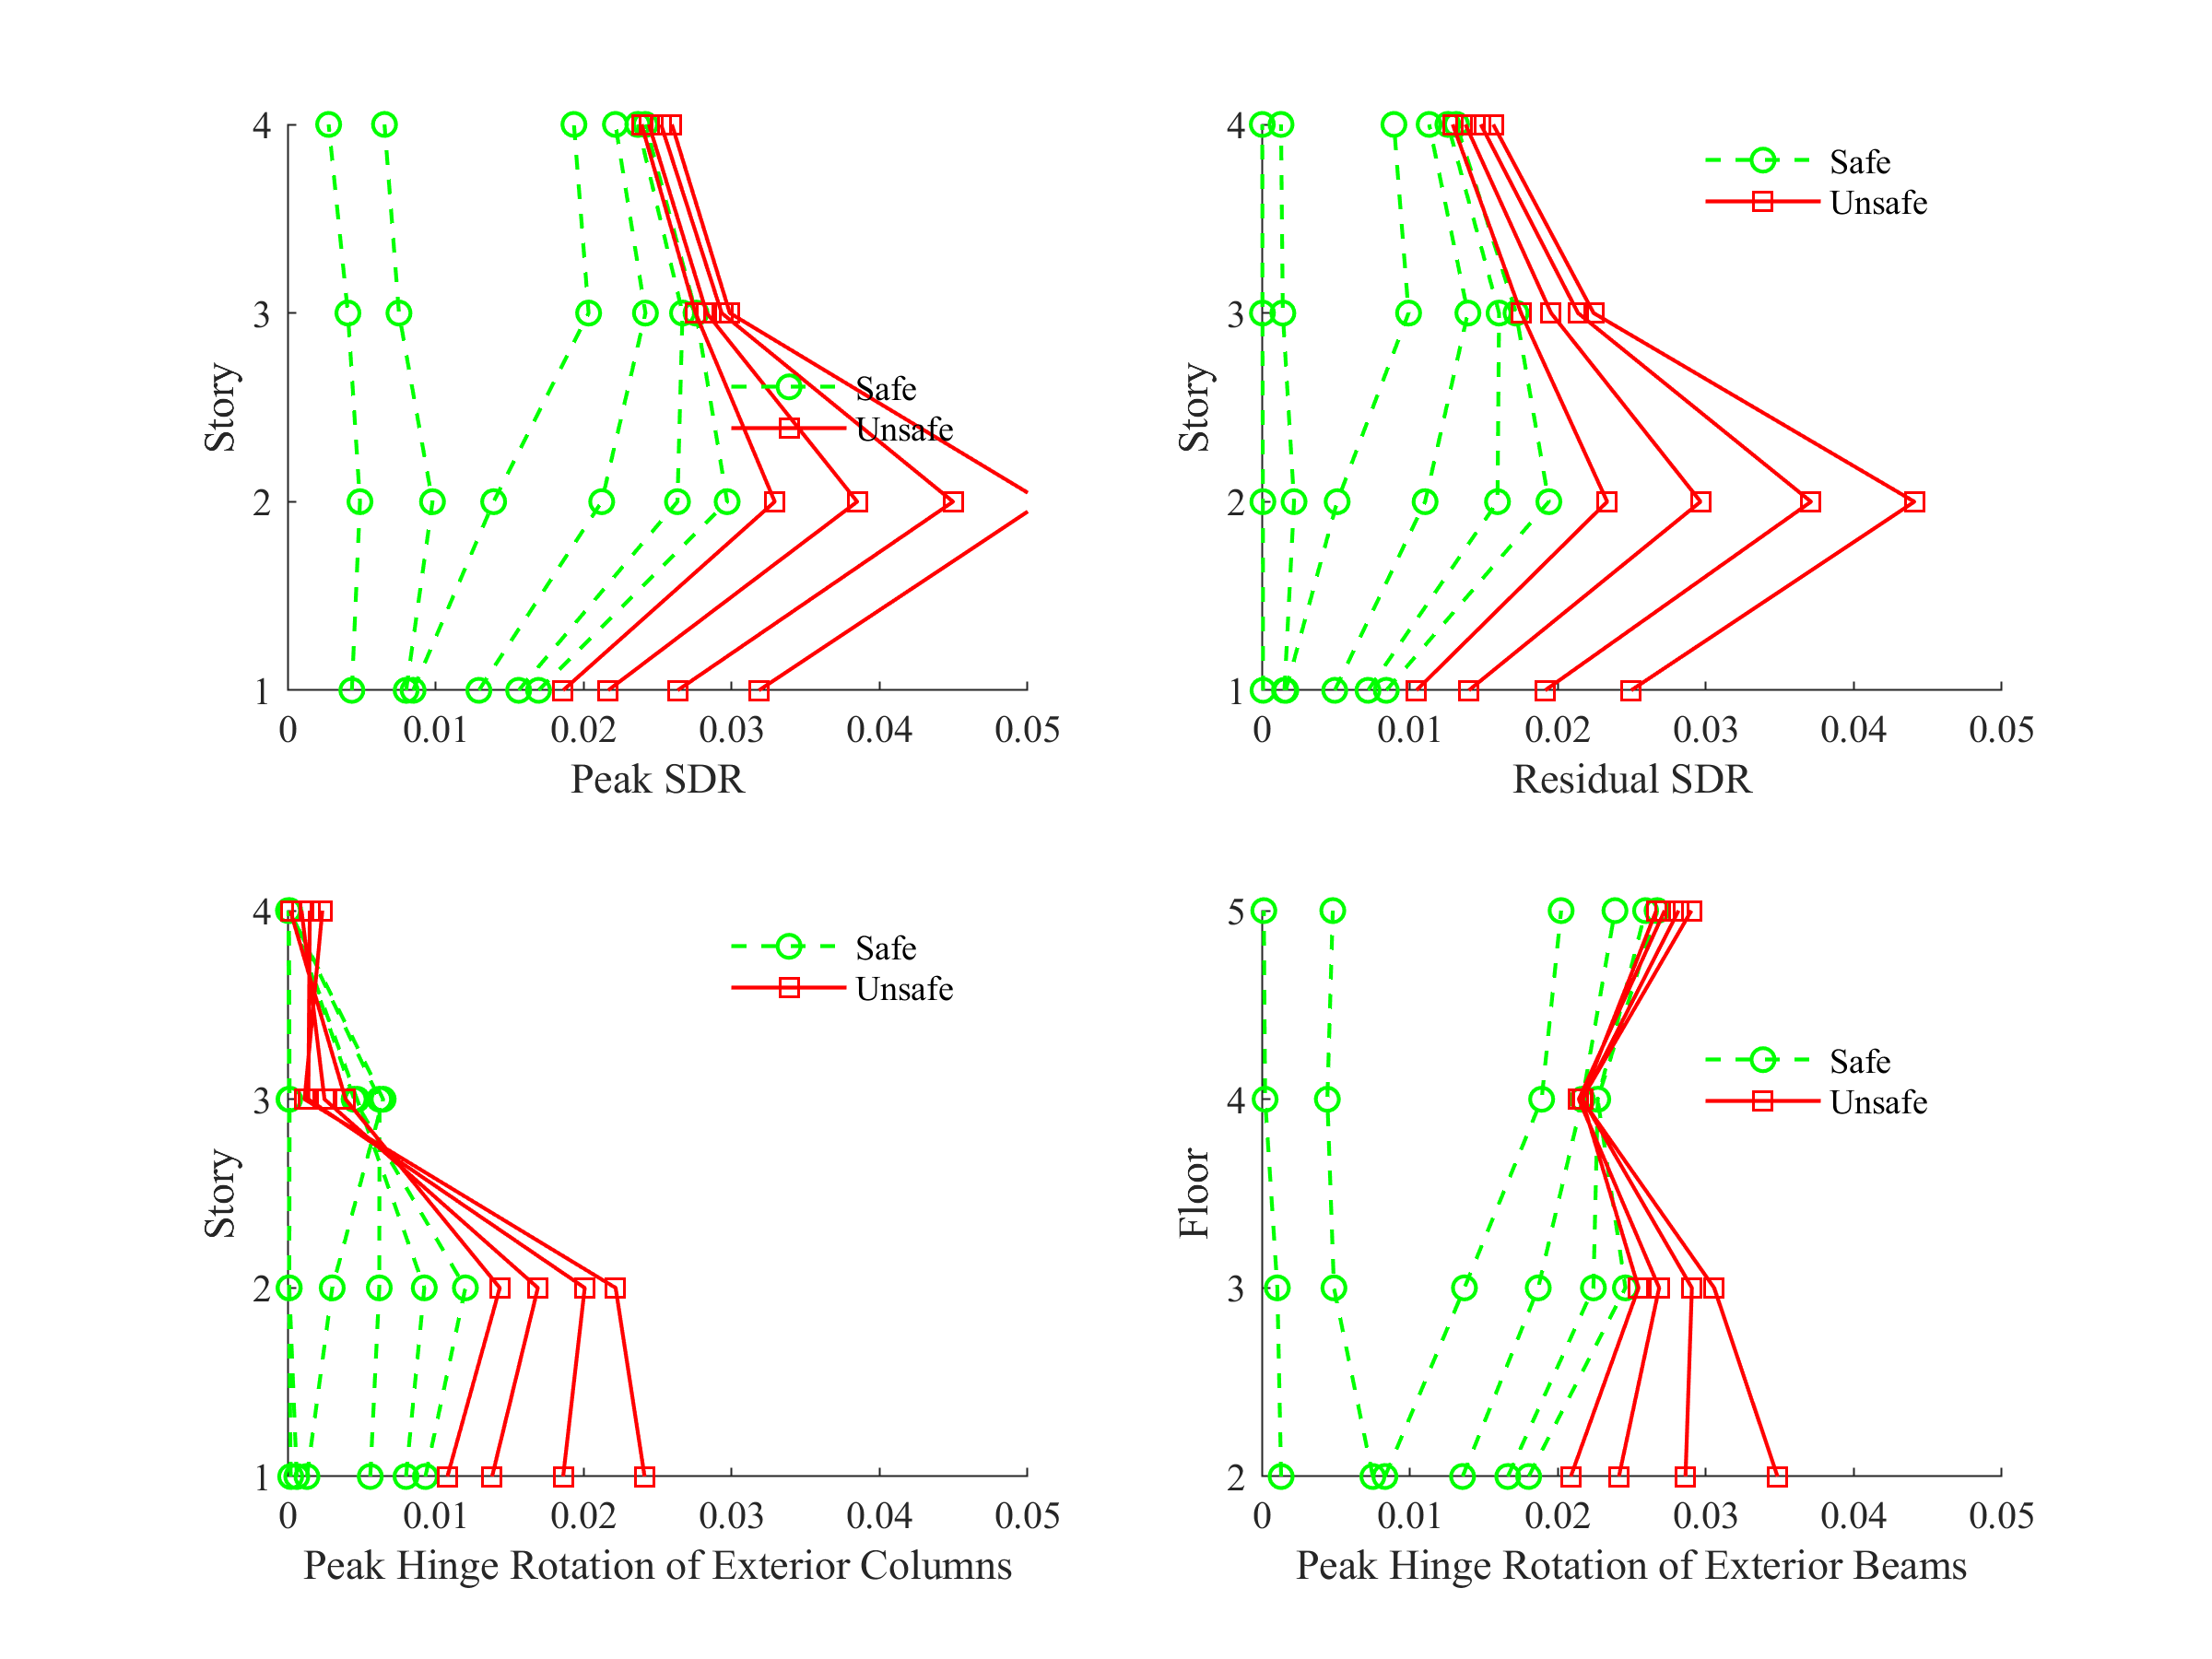 4
3
2
1
Story
Safe
Unsafe
0 0.01 0.02 0.03 0.04 0.05
Peak SDR
4
3
2
1
Story
Safe
Unsafe
0 0.01 0.02 0.03 0.04 0.05
Residual SDR
4
3
2
1
Story
Safe
Unsafe
0 0.01 0.02 0.03 0.04 0.05
Peak Hinge Rotation of Exterior Columns
5
4
3
2
Floor
Safe
Unsafe
0 0.01 0.02 0.03 0.04 0.05
Peak Hinge Rotation of Exterior Beams